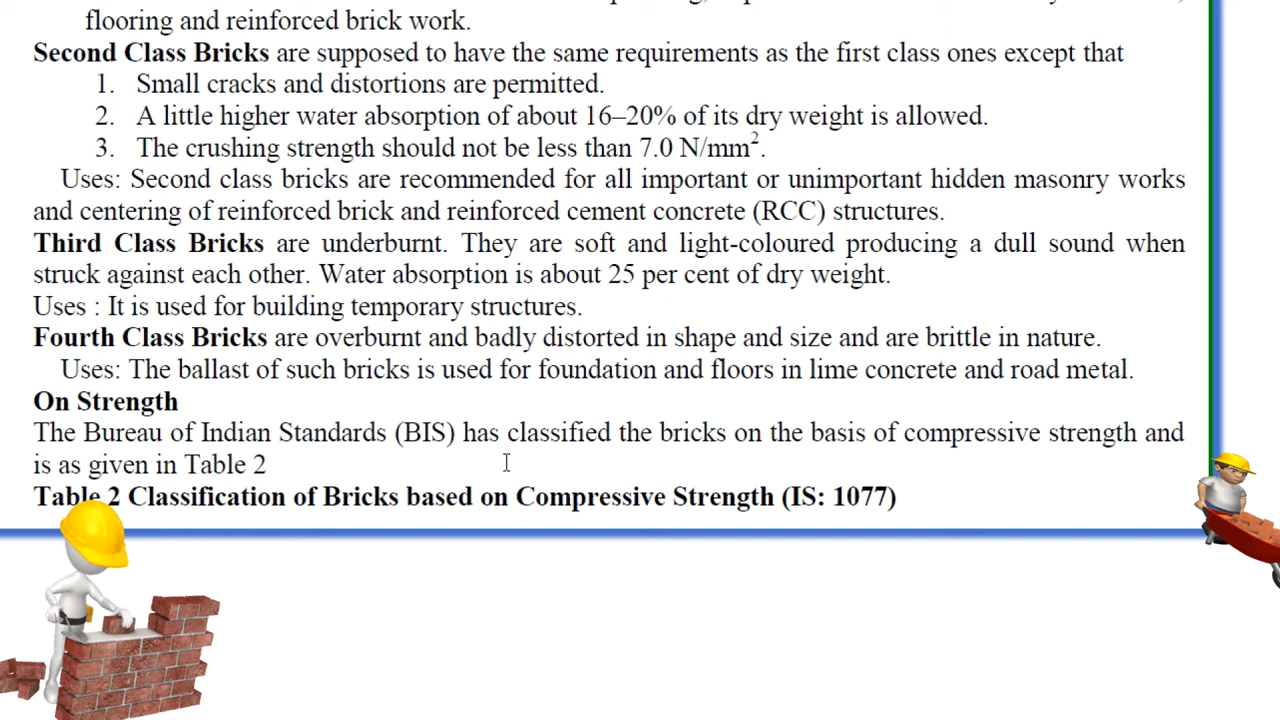 flooring and reinforced brick work.
Second Class Bricks are supposed to have the same requirements as the first class ones except that
1. Small cracks and distortions are permitted.
2. A little higher water absorption of about 16–20% of its dry weight is allowed.
3. The crushing strength should not be less than 7.0 N/mm².
Uses: Second class bricks are recommended for all important or unimportant hidden masonry works
and centering of reinforced brick and reinforced cement concrete (RCC) structures.
Third Class Bricks are underburnt. They are soft and light-coloured producing a dull sound when
struck against each other. Water absorption is about 25 per cent of dry weight.
Uses : It is used for building temporary structures.
Fourth Class Bricks are overburnt and badly distorted in shape and size and are brittle in nature.
Uses: The ballast of such bricks is used for foundation and floors in lime concrete and road metal.
On Strength
The Bureau of Indian Standards (BIS) has classified the bricks on the basis of compressive strength and
is as given in Table 2
Table 2 Classification of Bricks based on Compressive Strength (IS: 1077)